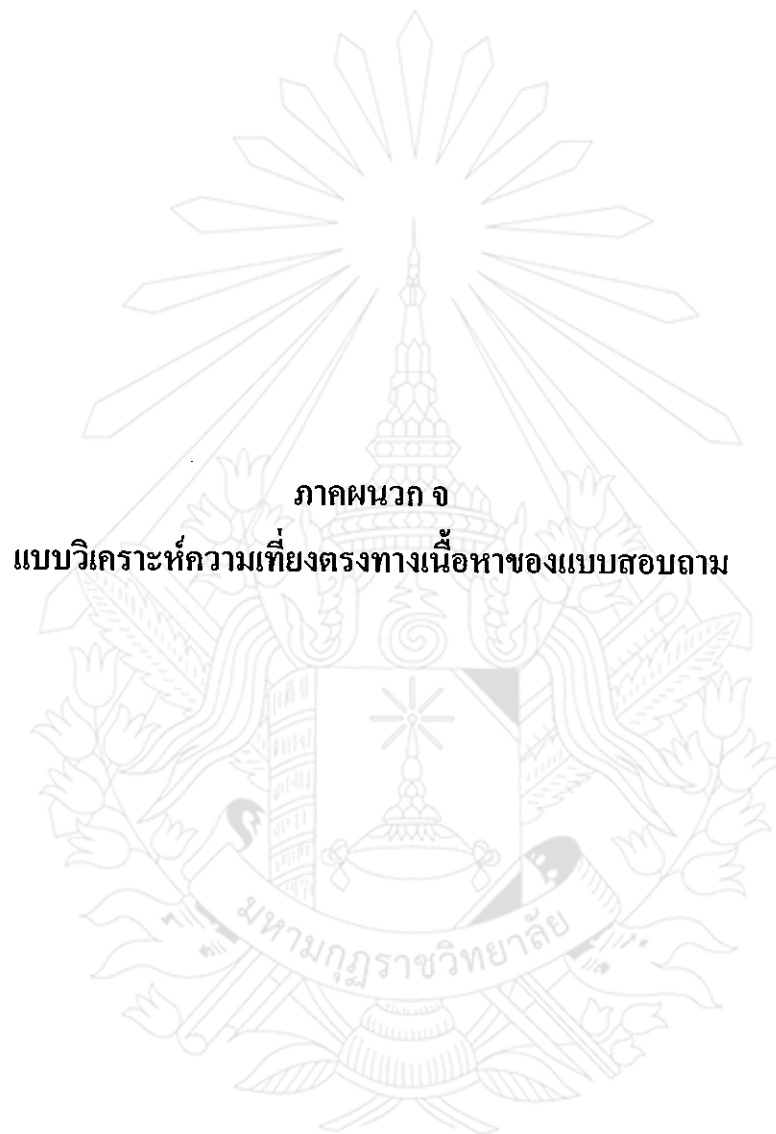 ภาคผนวก จ
แบบวิเคราะห์ความเที่ยงตรงทางเนื้อหาของแบบสอบถาม
มหามกุฏราชวิทยาลัย